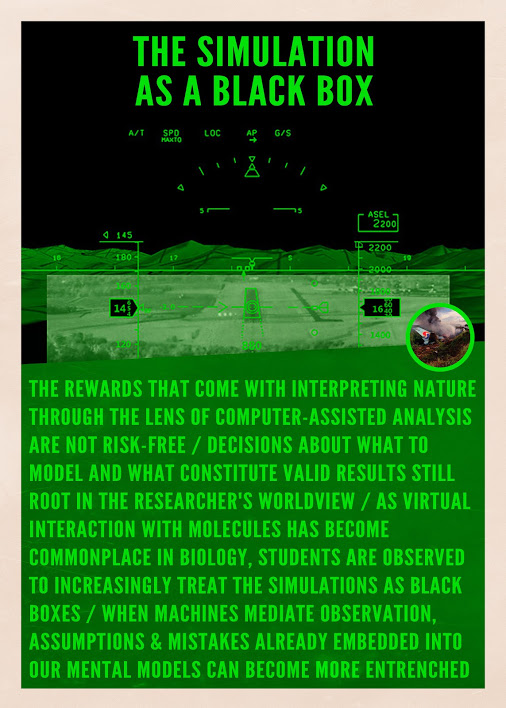 THE SIMULATION
AS A BLACK BOX
A/T SPD LOC AP G/S
MAHTO
ASEL
2200
5 5
145
2200
180
16 17 S 19
2000
14
16
120
THE REWARDS THAT COME WITH INTERPRETING NATURE
THROUGH THE LENS OF COMPUTER-ASSISTED ANALYSIS
ARE NOT RISK-FREE / DECISIONS ABOUT WHAT TO
MODEL AND WHAT CONSTITUTE VALID RESULTS STILL
ROOT IN THE RESEARCHER'S WORLDVIEW / AS VIRTUAL
INTERACTION WITH MOLECULES HAS BECOME
COMMONPLACE IN BIOLOGY, STUDENTS ARE OBSERVED
TO INCREASINGLY TREAT THE SIMULATIONS AS BLACK
BOXES / WHEN MACHINES MEDIATE OBSERVATION,
ASSUMPTIONS & MISTAKES ALREADY EMBEDDED INTO
OUR MENTAL MODELS CAN BECOME MORE ENTRENCHED